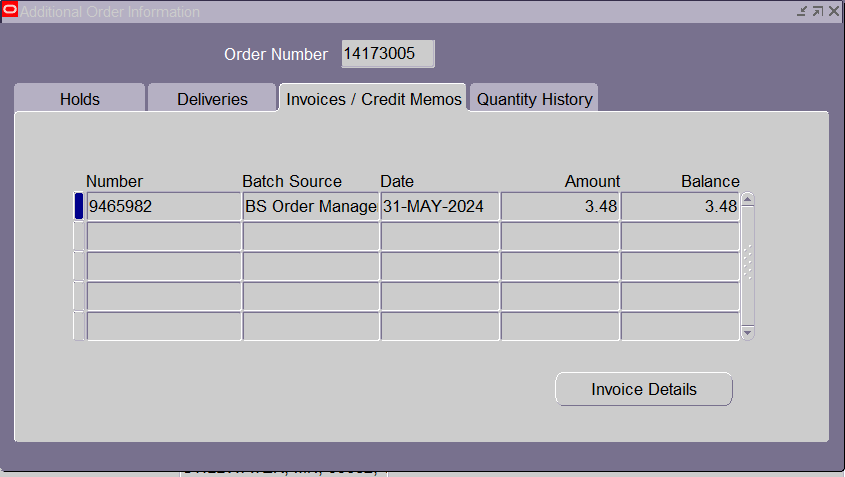 Additional Order Information
Order Number 14173005
Holds Deliveries Invoices / Credit Memos Quantity History
Number Batch Source Date Amount Balance
9465982 BS Order Manage 31-MAY-2024 3.48 3.48
Invoice Details